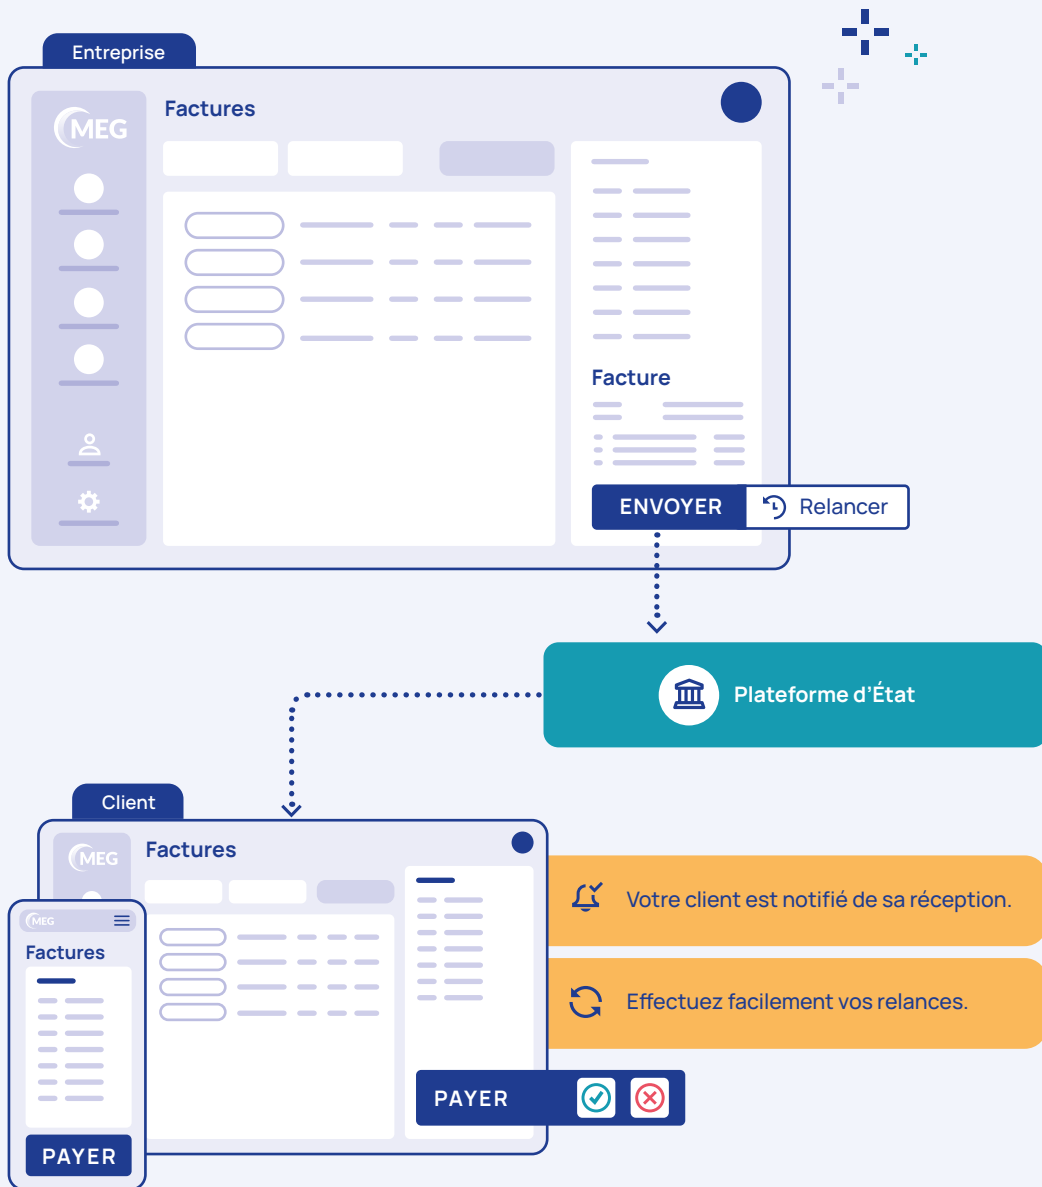 Entreprise
MEG
Factures
Facture
ENVOYER
Relancer
Plateforme d'État
Client
MEG
Factures
MEG
Factures
Votre client est notifié de sa réception.
Effectuez facilement vos relances.
PAYER
PAYER